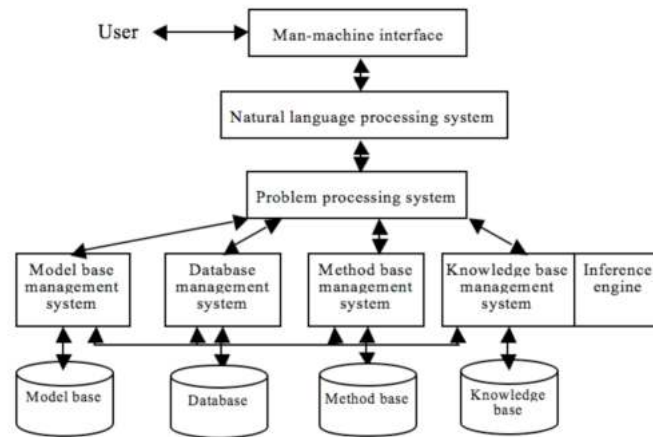 User
Man-machine interface
Natural language processing system
Problem processing system
Model base
management
system
Database
management
system
Method base
management
system
Knowledge base
management
system
Inference
engine
Model base
Database
Method base
Knowledge
base